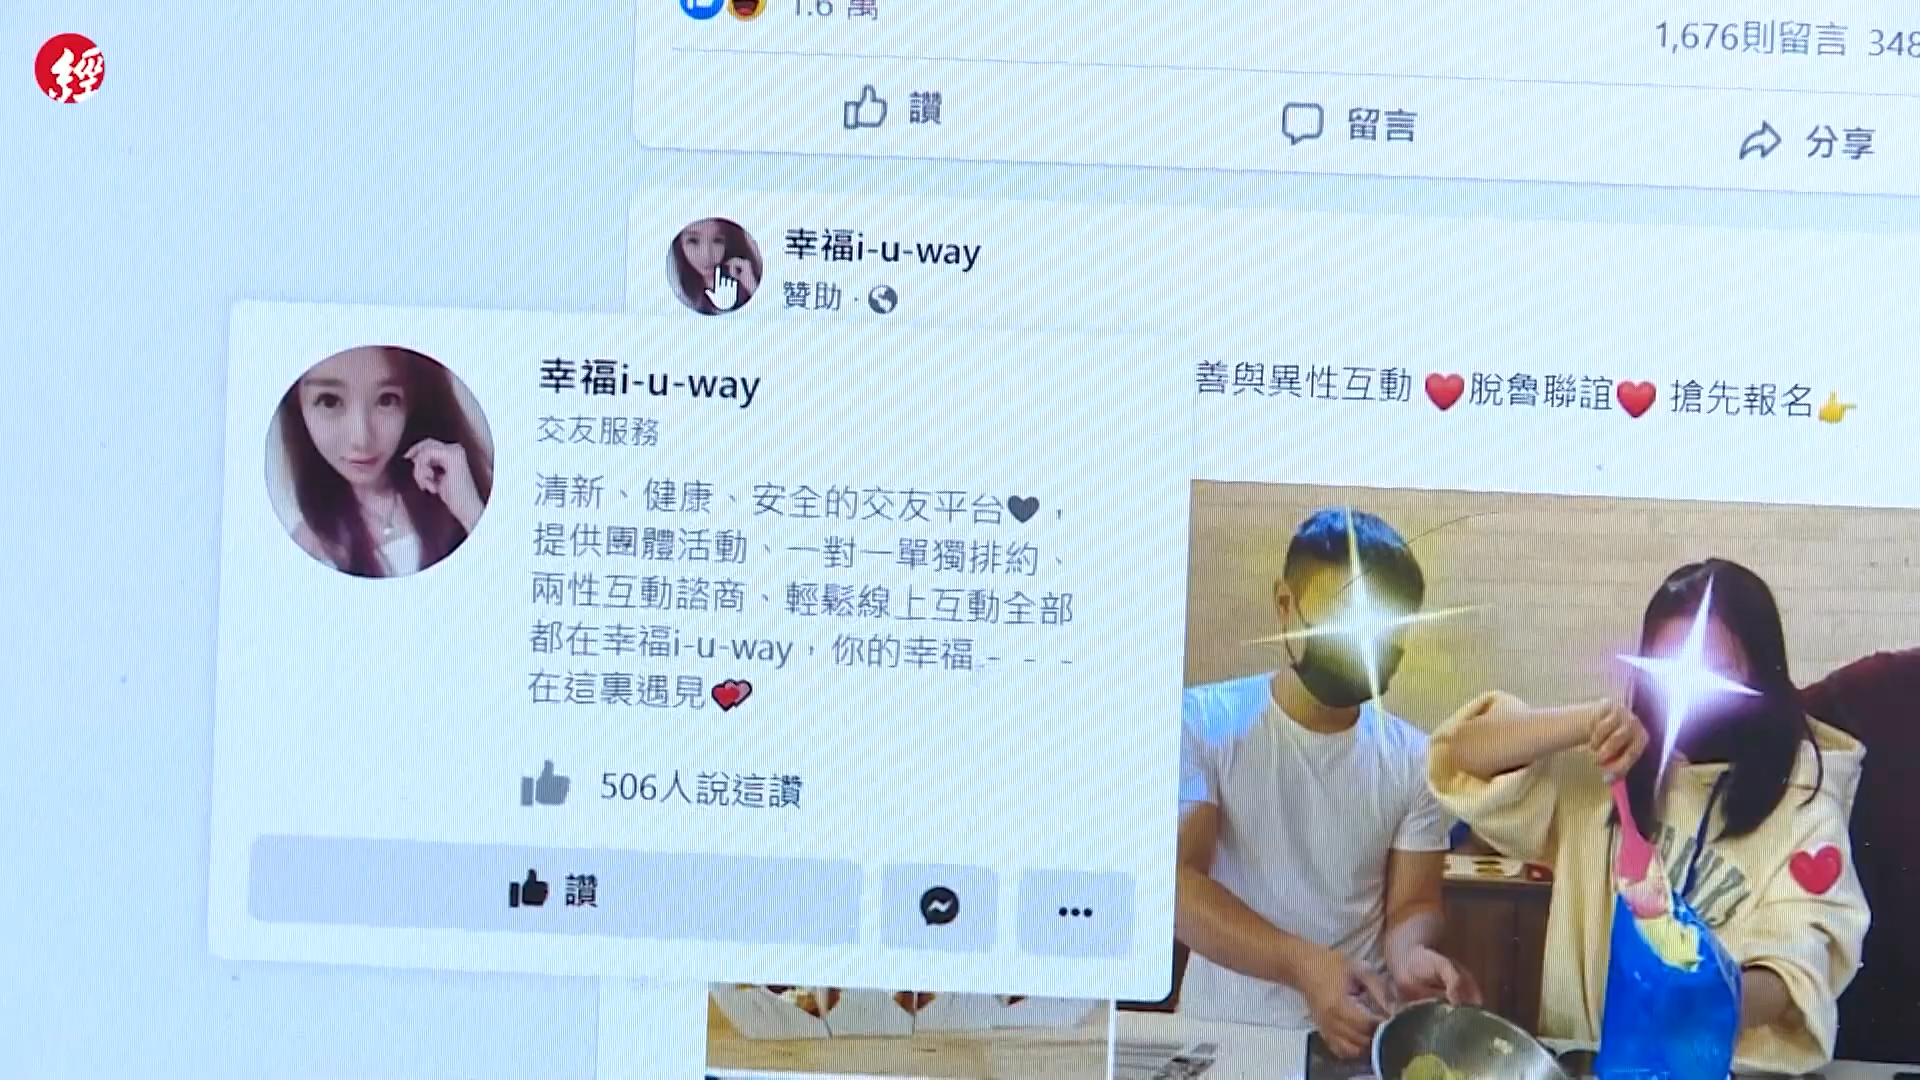 經
1.6 萬
1,676則留言 348
讚
留言
分享
幸福i-u-way
贊助 ·
善與異性互動 ❤️脫魯聯誼❤️ 搶先報名👉
幸福i-u-way
交友服務
清新、健康、安全的交友平台🖤，
提供團體活動、一對一單獨排約、
兩性互動諮商、輕鬆線上互動全部
都在幸福i-u-way，你的幸福 - - -
在這裏遇見💕
506人說這讚
讚